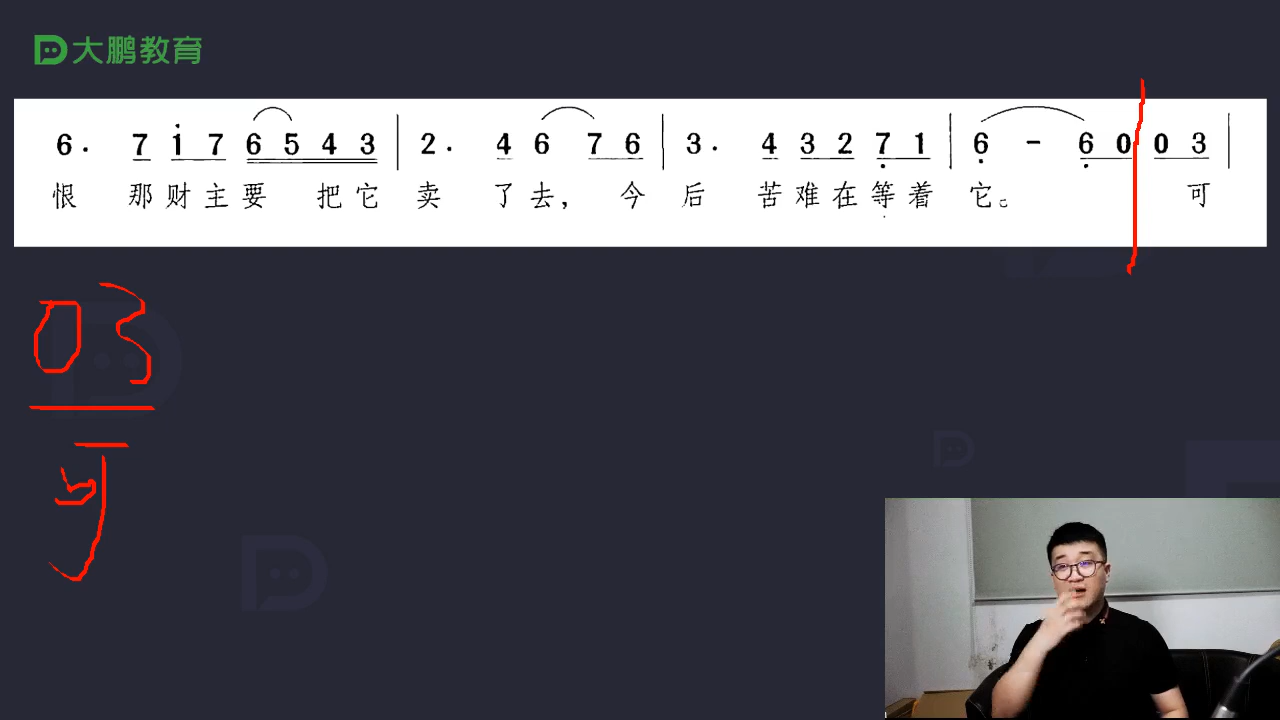 大鹏教育
6· 7 i 7 6 5 4 3 | 2· 4 6 7 6 | 3· 4 3 2 7 1 | 6 - 6 0 0 3 |
恨 那财主要 把它 卖 了去， 今 后 苦难在等着 它。 可
03
可